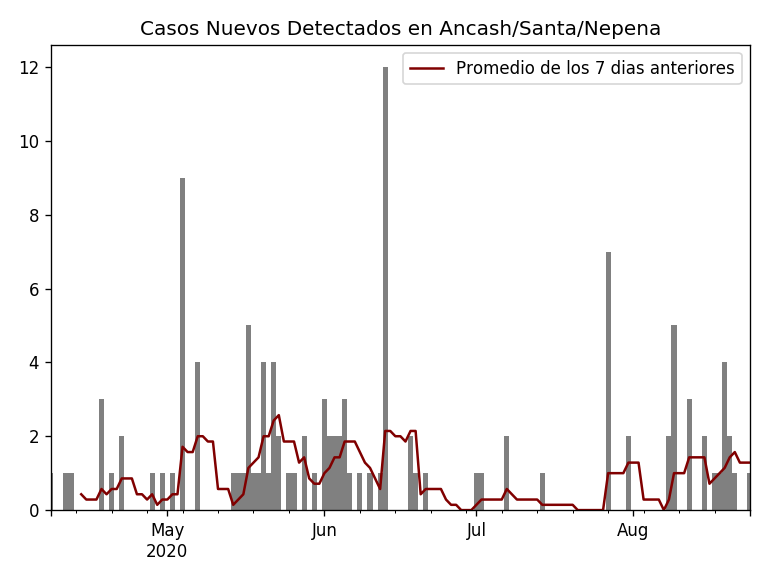 Casos Nuevos Detectados en Ancash/Santa/Nepena
Promedio de los 7 dias anteriores
12
10
8
6
4
2
0
May
2020
Jun
Jul
Aug